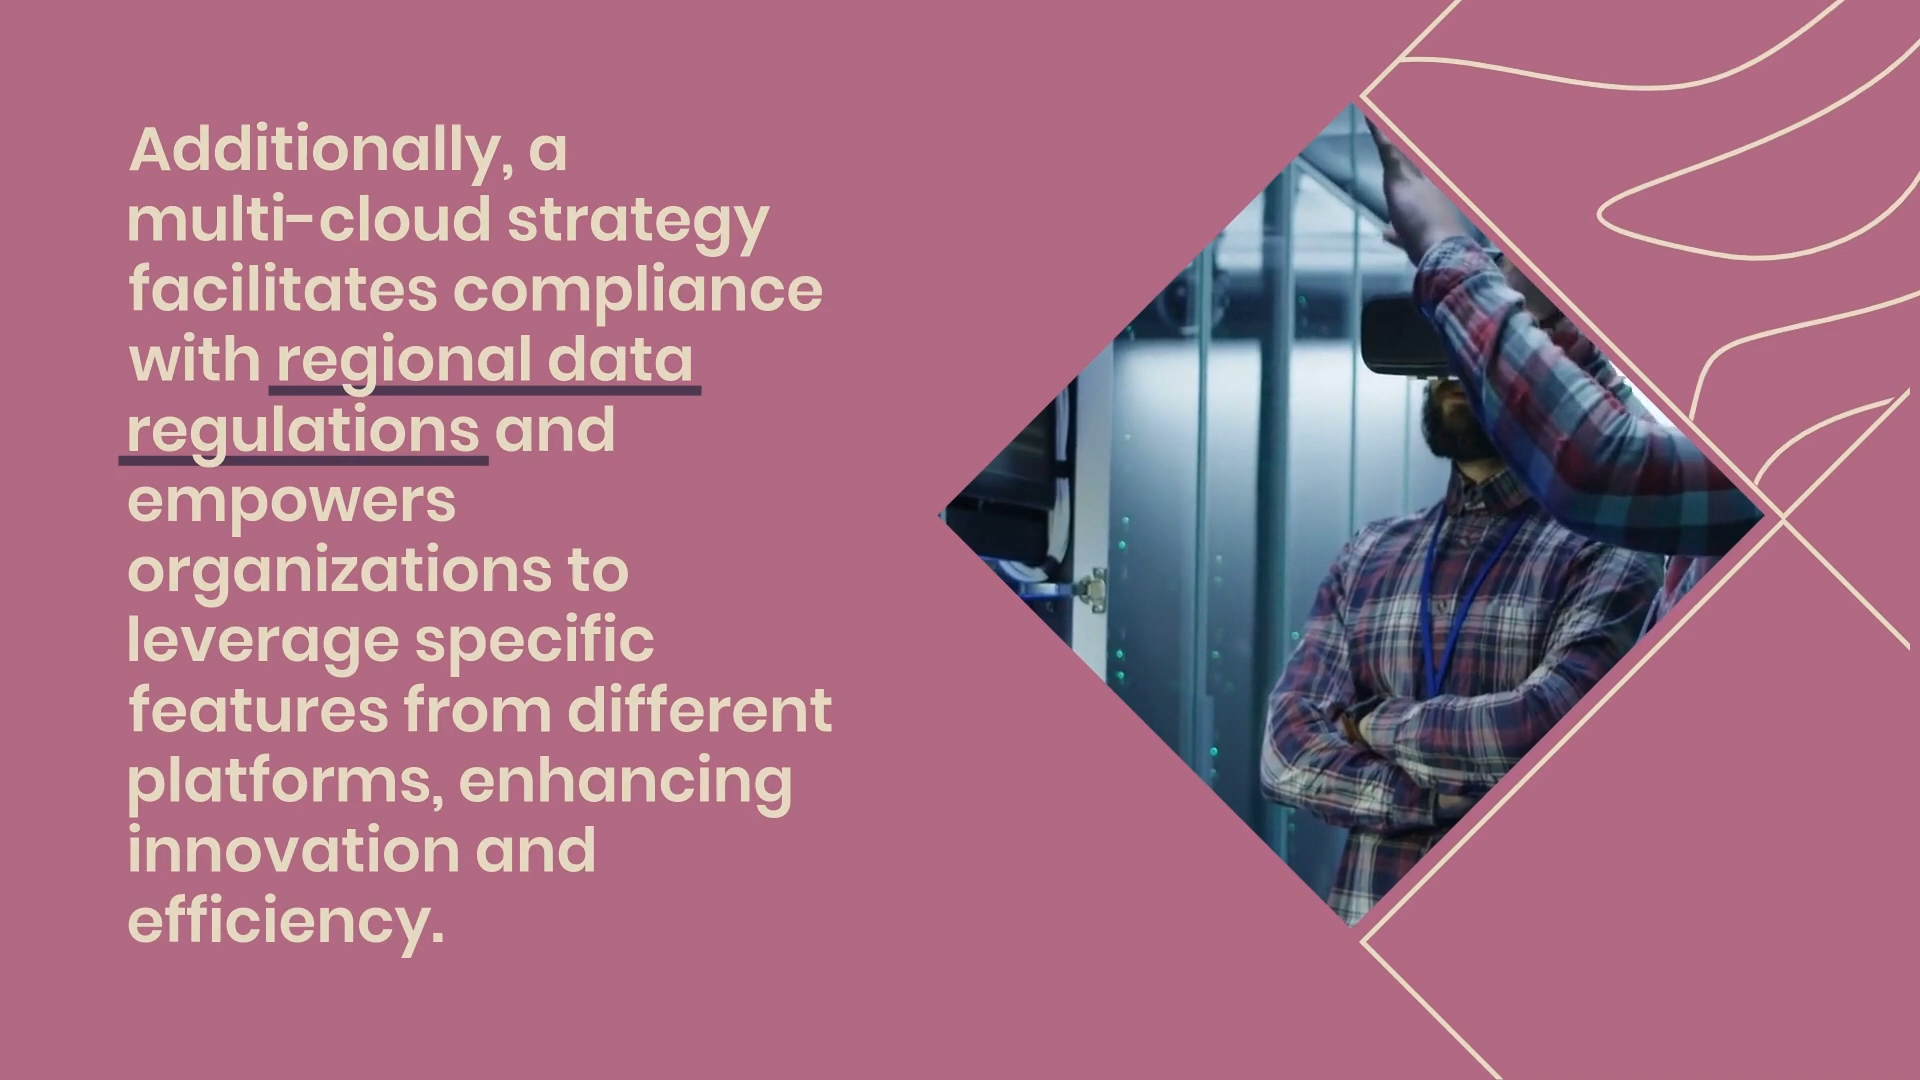 Additionally, a
multi-cloud strategy
facilitates compliance
with regional data
regulations and
empowers
organizations to
leverage specific
features from different
platforms, enhancing
innovation and
efficiency.